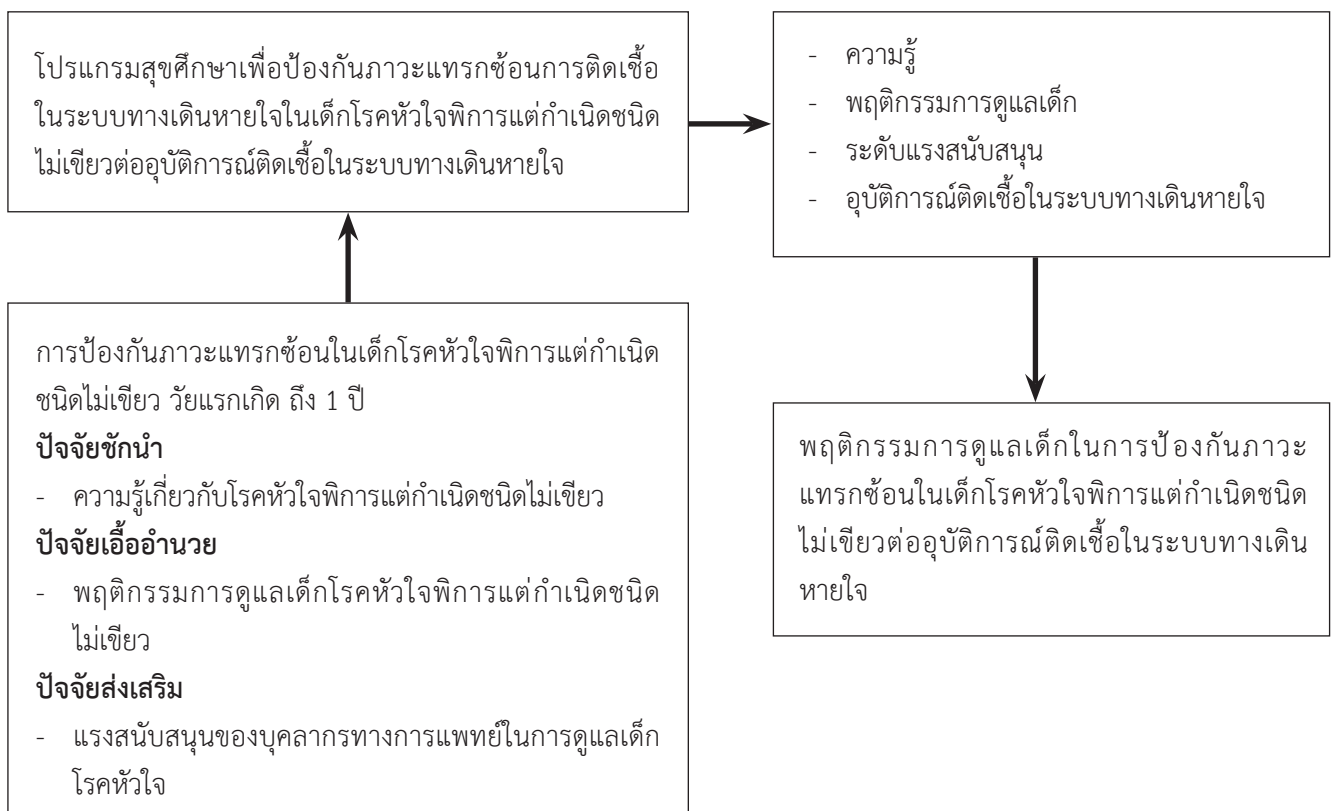 โปรแกรมสุขศึกษาเพื่อป้องกันภาวะแทรกซ้อนการติดเชื้อ
ในระบบทางเดินหายใจในเด็กโรคหัวใจพิการแต่กำเนิดชนิด
ไม่เขียวต่ออุบัติการณ์ติดเชื้อในระบบทางเดินหายใจ
- ความรู้
- พฤติกรรมการดูแลเด็ก
- ระดับแรงสนับสนุน
- อุบัติการณ์ติดเชื้อในระบบทางเดินหายใจ
การป้องกันภาวะแทรกซ้อนในเด็กโรคหัวใจพิการแต่กำเนิด
ชนิดไม่เขียว วัยแรกเกิด ถึง 1 ปี
ปัจจัยชักนำ
- ความรู้เกี่ยวกับโรคหัวใจพิการแต่กำเนิดชนิดไม่เขียว
ปัจจัยเอื้ออำนวย
- พฤติกรรมการดูแลเด็กโรคหัวใจพิการแต่กำเนิดชนิด
ไม่เขียว
ปัจจัยส่งเสริม
- แรงสนับสนุนของบุคลากรทางการแพทย์ในการดูแลเด็ก
โรคหัวใจ
พฤติกรรมการดูแลเด็กในการป้องกันภาวะ
แทรกซ้อนในเด็กโรคหัวใจพิการแต่กำเนิดชนิด
ไม่เขียวต่ออุบัติการณ์ติดเชื้อในระบบทางเดิน
หายใจ